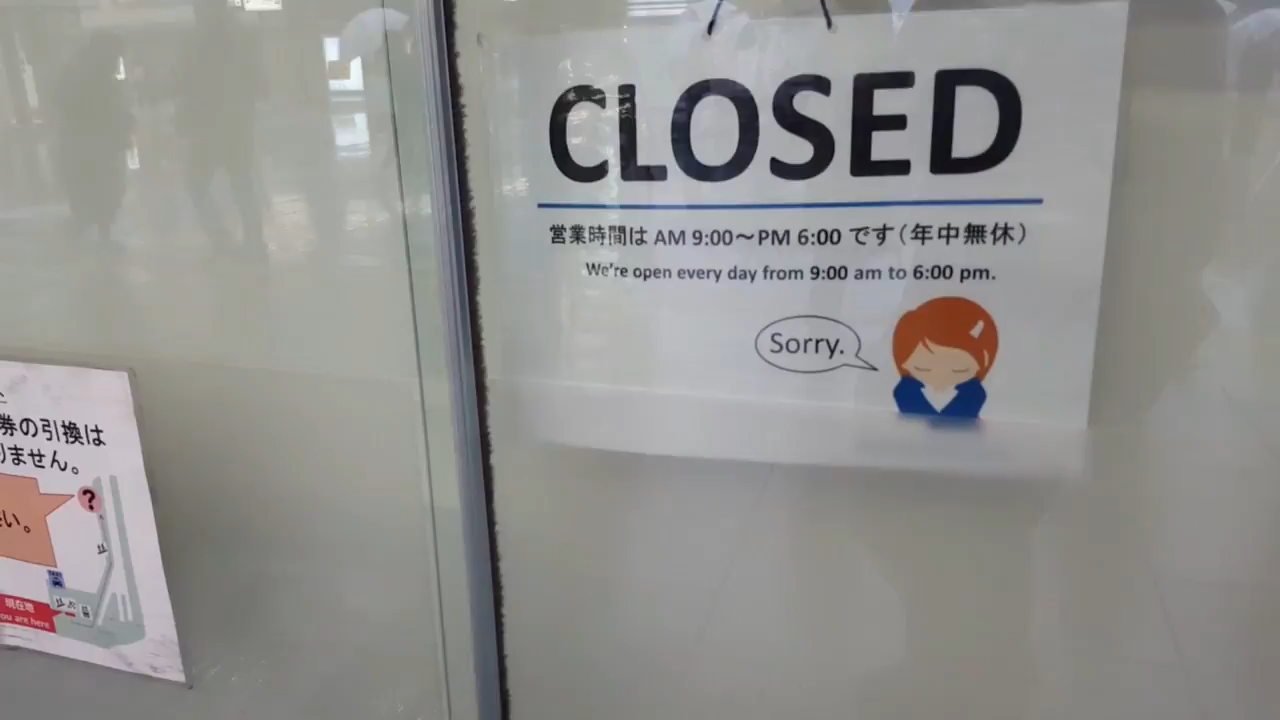 CLOSED
営業時間は AM 9:00～PM 6:00 です（年中無休）
We're open every day from 9:00 am to 6:00 pm.
Sorry.
券の引換は
りません。
?
い。
TAXI
現在地
ou are here